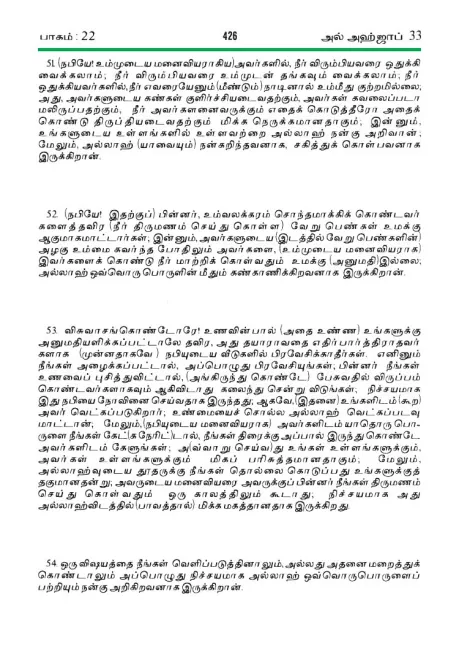 பாகம் : 22 426 அல் அஹ்ஜாப் 33
51. (நபியே! உம்முடைய மனைவியராகிய) அவர்களில், நீர் விரும்பியவரை ஒதுக்கி
வைக்கலாம்; நீர் விரும்பியவரை உம்முடன் தங்கவும் வைக்கலாம்; நீர்
ஒதுக்கியவர்களில், நீர் எவரையேனும் (மீண்டும்) நாடினால் உம்மீது குற்றமில்லை;
அது, அவர்களுடைய கண்கள் குளிர்ச்சியடைவதற்கும், அவர்கள் கவலைப்படா
மலிருப்பதற்கும், நீர் அவர்களனைவருக்கும் எதைக் கொடுத்தீரோ அதைக்
கொண்டு திருப்தியடைவதற்கும் மிக்க நெருக்கமானதாகும்; இன்னும்,
உங்களுடைய உள்ளங்களில் உள்ளவற்றை அல்லாஹ் நன்கு அறிவான்;
மேலும், அல்லாஹ் (யாவையும்) நன்கறிந்தவனாக, சகித்துக் கொள்பவனாக
இருக்கிறான்.
52. (நபியே! இதற்குப்) பின்னர், உம்வலக்கரம் சொந்தமாக்கிக் கொண்டவர்
களைத்தவிர (நீர் திருமணம் செய்து கொள்ள) வேறு பெண்கள் உமக்கு
ஆகுமாகமாட்டார்கள்; இன்னும், அவர்களுடைய (இடத்தில் வேறு பெண்களின்)
அழகு உம்மை கவர்ந்த போதிலும் அவர்களை, (உம்முடைய மனைவியராக)
இவர்களைக் கொண்டு நீர் மாற்றிக் கொள்வதும் உமக்கு (அனுமதி) இல்லை;
அல்லாஹ் ஒவ்வொருபொருளின் மீதும் கண்காணிக்கிறவனாக இருக்கிறான்.
53. விசுவாசங்கொண்டோரே! உணவின்பால் (அதை உண்ண) உங்களுக்கு
அனுமதியளிக்கப்பட்டாலே தவிர, அது தயாராவதை எதிர்பார்த்திராதவர்
களாக (முன்னதாகவே) நபியுடைய வீடுகளில் பிரவேசிக்காதீர்கள். எனினும்
நீங்கள் அழைக்கப்பட்டால், அப்பொழுது பிரவேசியுங்கள்; பின்னர் நீங்கள்
உணவைப் புசித்துவிட்டால், (அங்கிருந்து கொண்டே) பேசுவதில் விருப்பம்
கொண்டவர்களாகவும் ஆகிவிடாது கலைந்து சென்று விடுங்கள்; நிச்சயமாக
இது நபியை நோவினை செய்வதாக இருந்தது; ஆகவே, (இதனை) உங்களிடம் (கூற)
அவர் வெட்கப்படுகிறார்; உண்மையைச் சொல்ல அல்லாஹ் வெட்கப்படவு
மாட்டான்; மேலும், (நபியுடைய மனைவியராக) அவர்களிடம் யாதொரு பொ-
ருளை நீங்கள் கேட்(க நேரிட்)டால், நீங்கள் திரைக்கு அப்பால் இருந்து கொண்டே
அவர்களிடம் கேளுங்கள்; அ(வ்வாறு செய்வ)து உங்கள் உள்ளங்களுக்கும்,
அவர்கள் உள்ளங்களுக்கும் மிகப் பரிசுத்தமானதாகும்; மேலும்,
அல்லாஹ்வுடைய தூதருக்கு நீங்கள் தொல்லை கொடுப்பது உங்களுக்குத்
தகுமானதன்று; அவருடைய மனைவியரை அவருக்குப் பின்னர் நீங்கள் திருமணம்
செய்து கொள்வதும் ஒரு காலத்திலும் கூடாது; நிச்சயமாக அது
அல்லாஹ்விடத்தில் (பாவத்தால்) மிக்க மகத்தானதாக இருக்கிறது.
54. ஒரு விஷயத்தை நீங்கள் வெளிப்படுத்தினாலும், அல்லது அதனை மறைத்துக்
கொண்டாலும் அப்பொழுது நிச்சயமாக அல்லாஹ் ஒவ்வொருபொருளைப்
பற்றியும் நன்கு அறிகிறவனாக இருக்கிறான்.